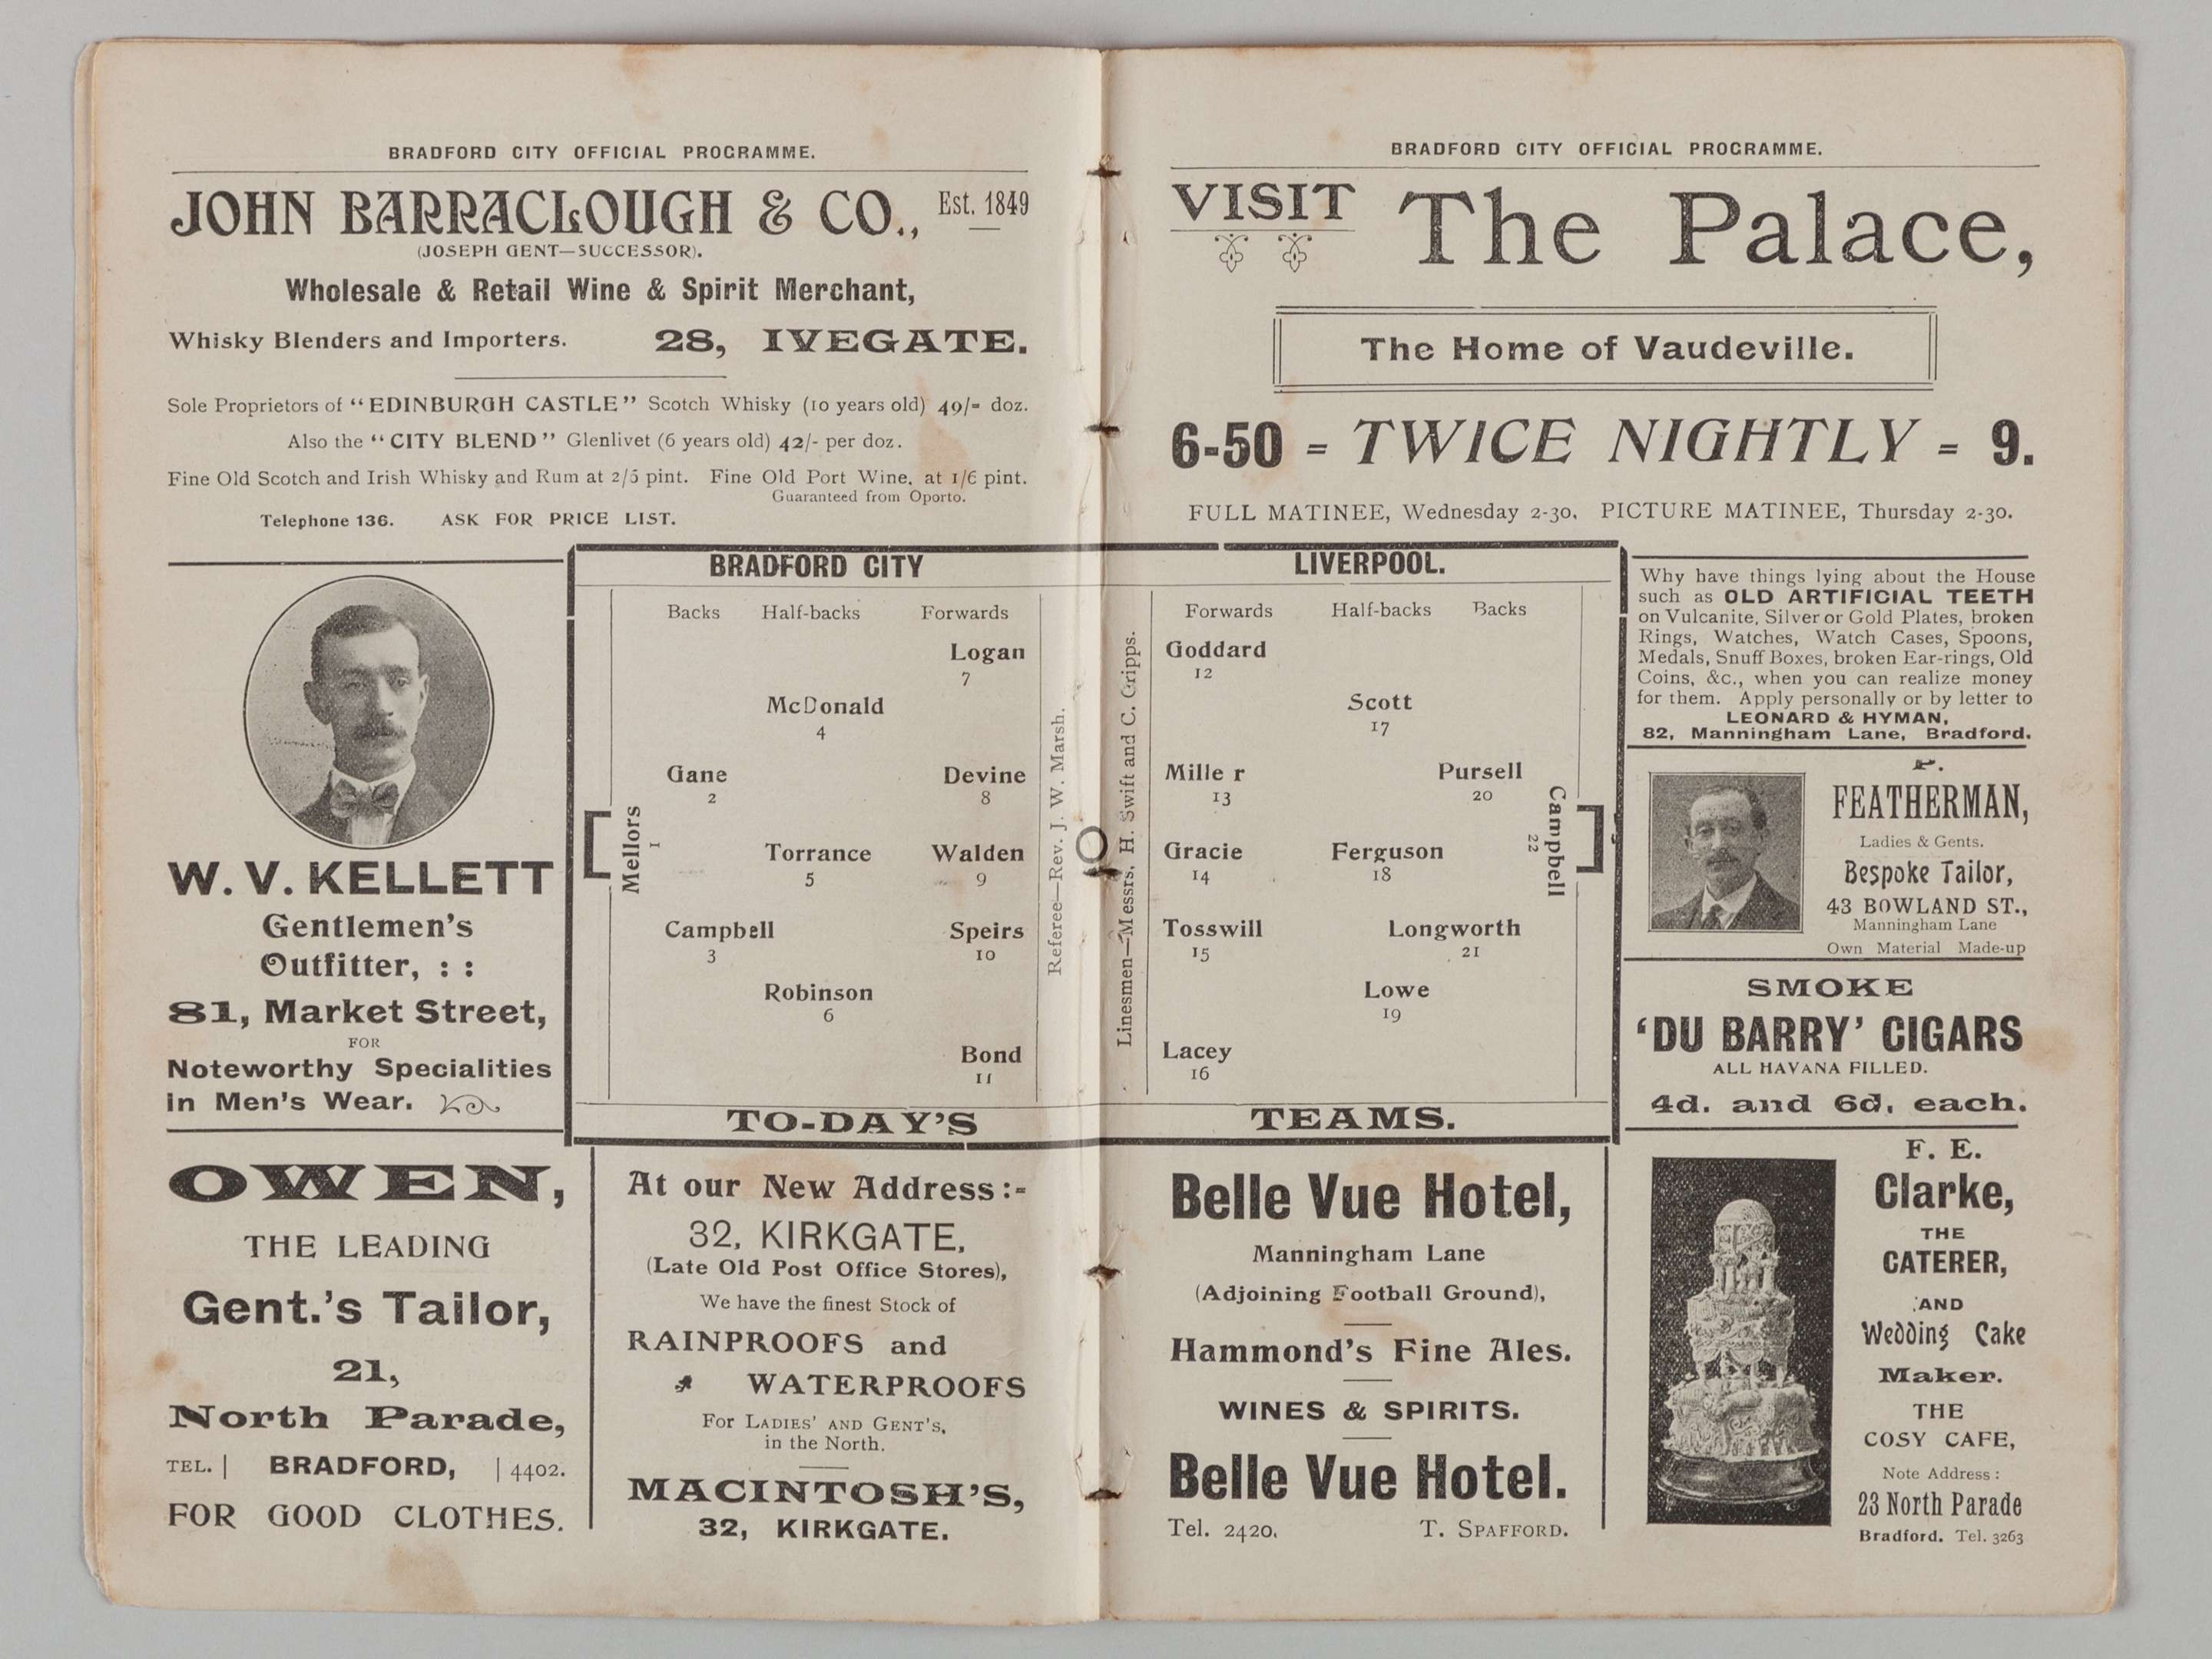 BRADFORD CITY OFFICIAL PROGRAMME.
JOHN BARRACLOUGH & CO., Est. 1849
(JOSEPH GENT—SUCCESSOR).
Wholesale & Retail Wine & Spirit Merchant,
Whisky Blenders and Importers. 28, IVEGATE.
Sole Proprietors of “EDINBURGH CASTLE” Scotch Whisky (10 years old) 49/= doz.
Also the “CITY BLEND” Glenlivet (6 years old) 42/- per doz.
Fine Old Scotch and Irish Whisky and Rum at 2/5 pint. Fine Old Port Wine, at 1/6 pint.
Guaranteed from Oporto.
Telephone 136. ASK FOR PRICE LIST.
W. V. KELLETT
Gentlemen's
Outfitter, : :
81, Market Street,
FOR
Noteworthy Specialities
in Men's Wear.
BRADFORD CITY
Backs Half-backs Forwards
Logan
7
McDonald
4
Gane Devine
2 8
Mellors
1
Torrance Walden
5 9
Campbell Speirs
3 10
Robinson
6
Bond
11
Referee—Rev. J. W. Marsh.
TO-DAY'S
OWEN,
THE LEADING
Gent.'s Tailor,
21,
North Parade,
TEL. | BRADFORD, | 4402.
FOR GOOD CLOTHES.
At our New Address:=
32, KIRKGATE,
(Late Old Post Office Stores),
We have the finest Stock of
RAINPROOFS and
WATERPROOFS
For LADIES' AND GENT'S,
in the North.
MACINTOSH'S,
32, KIRKGATE.
BRADFORD CITY OFFICIAL PROGRAMME.
VISIT The Palace,
The Home of Vaudeville.
6-50 = TWICE NIGHTLY = 9.
FULL MATINEE, Wednesday 2-30, PICTURE MATINEE, Thursday 2-30.
LIVERPOOL.
Linesmen—Messrs, H. Swift and C. Cripps.
Forwards Half-backs Backs
Goddard
12
Scott
17
Mille r Pursell
13 20
Gracie Ferguson
14 18
Campbell
22
Tosswill Longworth
15 21
Lowe
19
Lacey
16
TEAMS.
Why have things lying about the House
such as OLD ARTIFICIAL TEETH
on Vulcanite, Silver or Gold Plates, broken
Rings, Watches, Watch Cases, Spoons,
Medals, Snuff Boxes, broken Ear-rings, Old
Coins, &c., when you can realize money
for them. Apply personally or by letter to
LEONARD & HYMAN,
82, Manningham Lane, Bradford.
FEATHERMAN,
Ladies & Gents.
Bespoke Tailor,
43 BOWLAND ST.,
Manningham Lane
Own Material Made-up
SMOKE
‘DU BARRY’ CIGARS
ALL HAVANA FILLED.
4d. and 6d. each.
Belle Vue Hotel,
Manningham Lane
(Adjoining Football Ground),
Hammond's Fine Ales.
WINES & SPIRITS.
Belle Vue Hotel.
Tel. 2420. T. SPAFFORD.
F. E.
Clarke,
THE
CATERER,
AND
Wedding Cake
Maker.
THE
COSY CAFE,
Note Address :
23 North Parade
Bradford. Tel. 3263